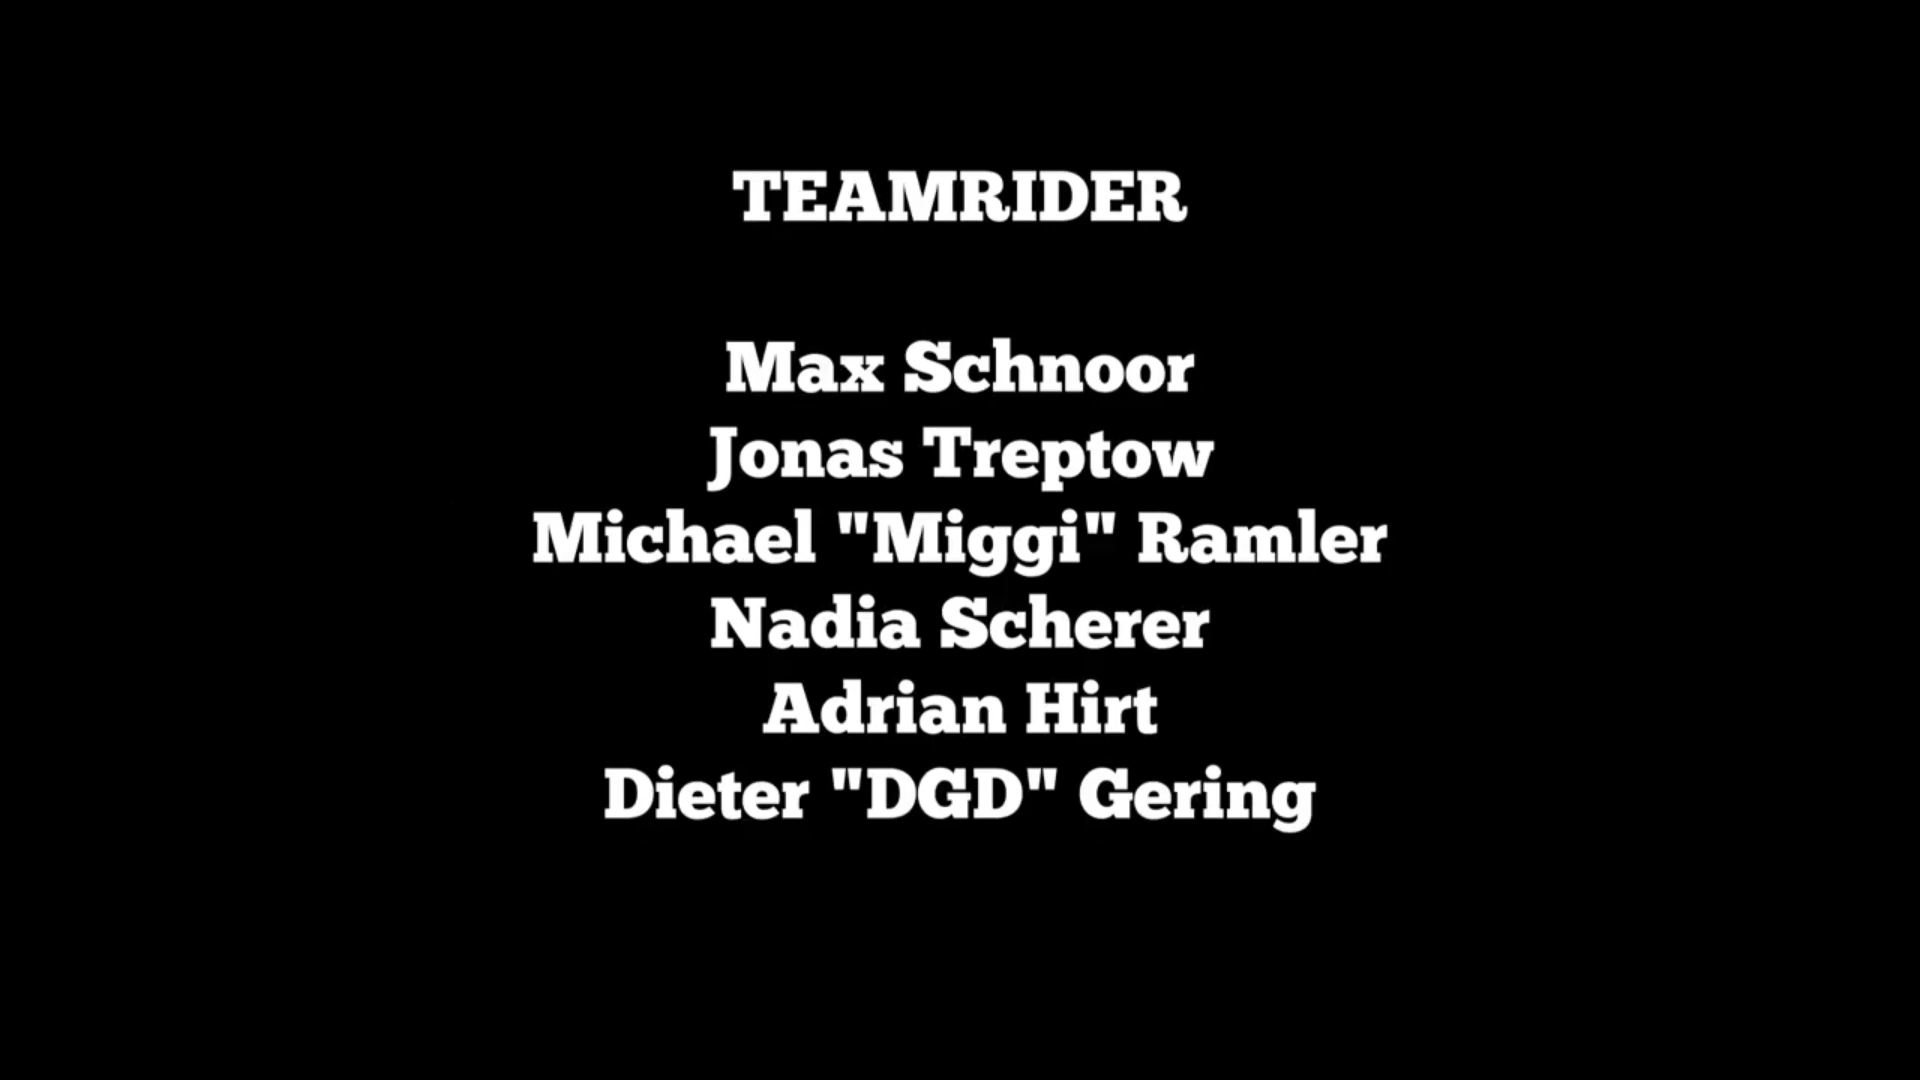 TEAMRIDER
Max Schnoor
Jonas Treptow
Michael "Miggi" Ramler
Nadia Scherer
Adrian Hirt
Dieter "DGD" Gering